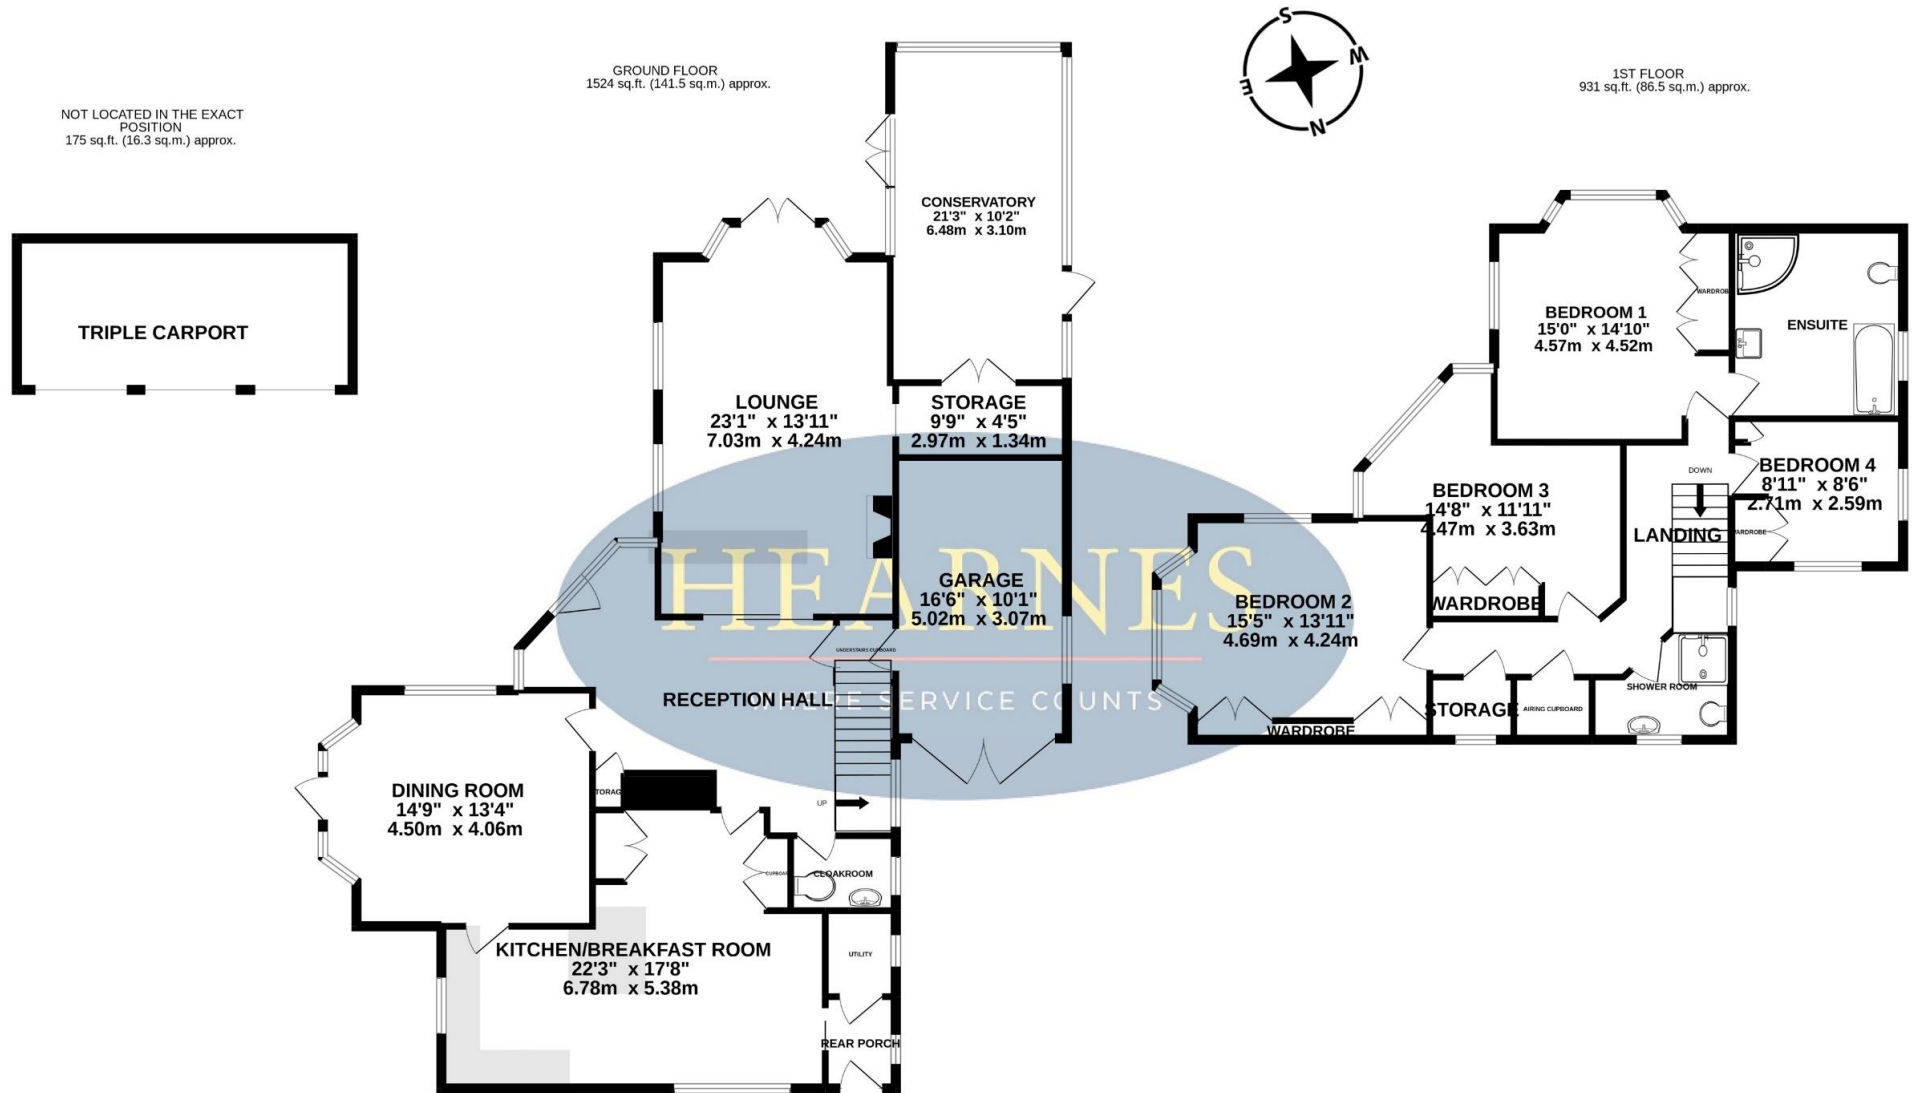 NOT LOCATED IN THE EXACT
POSITION
175 sq.ft. (16.3 sq.m.) approx.
TRIPLE CARPORT
GROUND FLOOR
1524 sq.ft. (141.5 sq.m.) approx.
CONSERVATORY
21'3" x 10'2"
6.48m x 3.10m
LOUNGE
23'1" x 13'11"
7.03m x 4.24m
STORAGE
9'9" x 4'5"
2.97m x 1.34m
GARAGE
16'6" x 10'1"
5.02m x 3.07m
UNDERSTAIRS CUPBOARD
RECEPTION HALL
UP
DINING ROOM
14'9" x 13'4"
4.50m x 4.06m
TORAG
CUPBOAR
CLOAKROOM
KITCHEN/BREAKFAST ROOM
22'3" x 17'8"
6.78m x 5.38m
UTILITY
REAR PORCH
HEARNES
WHERE SERVICE COUNTS
S
W
E
N
1ST FLOOR
931 sq.ft. (86.5 sq.m.) approx.
BEDROOM 1
15'0" x 14'10"
4.57m x 4.52m
WARDROB
ENSUITE
BEDROOM 4
8'11" x 8'6"
2.71m x 2.59m
WARDROBE
DOWN
LANDING
BEDROOM 3
14'8" x 11'11"
4.47m x 3.63m
WARDROBE
BEDROOM 2
15'5" x 13'11"
4.69m x 4.24m
WARDROBE
STORAGE
AIRING CUPBOARD
SHOWER ROOM